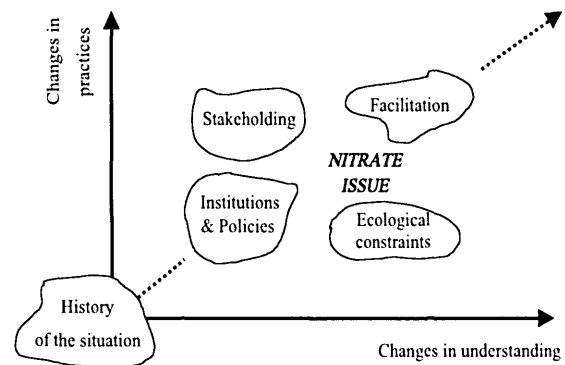 Changes in
practices
Stakeholding
Facilitation
NITRATE
ISSUE
Institutions
& Policies
Ecological
constraints
History
of the situation
Changes in understanding